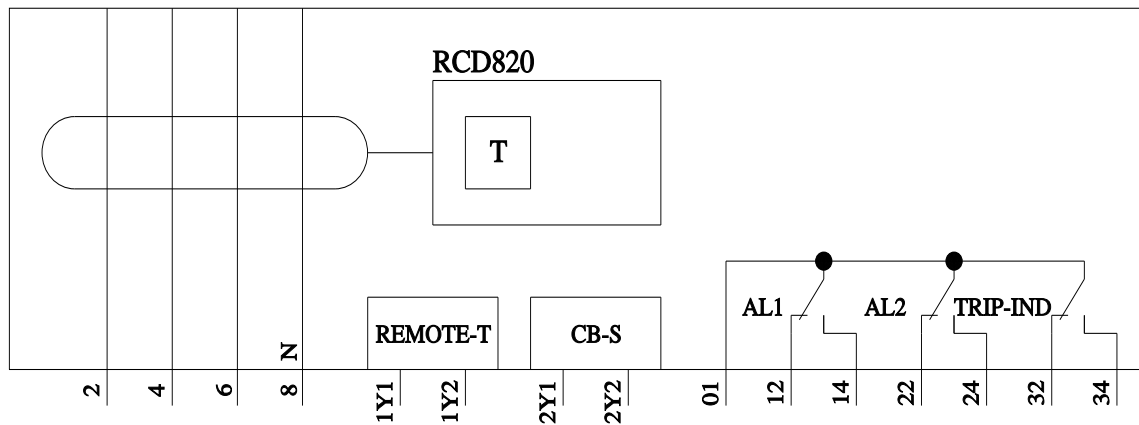 RCD820
T
AL1
AL2
TRIP-IND
REMOTE-T
CB-S
N
2
4
6
8
1Y1
1Y2
2Y1
2Y2
01
12
14
22
24
32
34